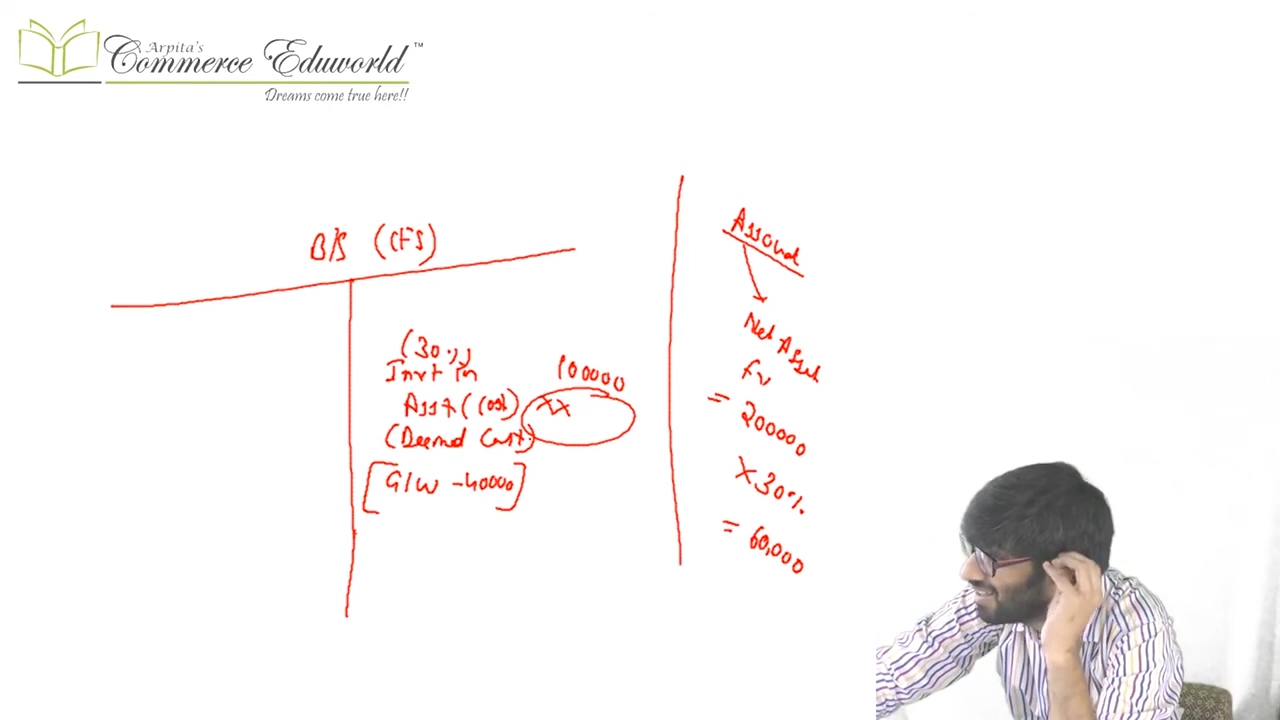 Arpita's
Commerce Eduworld™
Dreams come true here!!
B/S (CFS)
(30%)
Invt in
Asst (Cost) XX
100000
(Deemed Cost)
[G/W - 40000]
Net Asset
FV
= 200000
X 30%
= 60,000